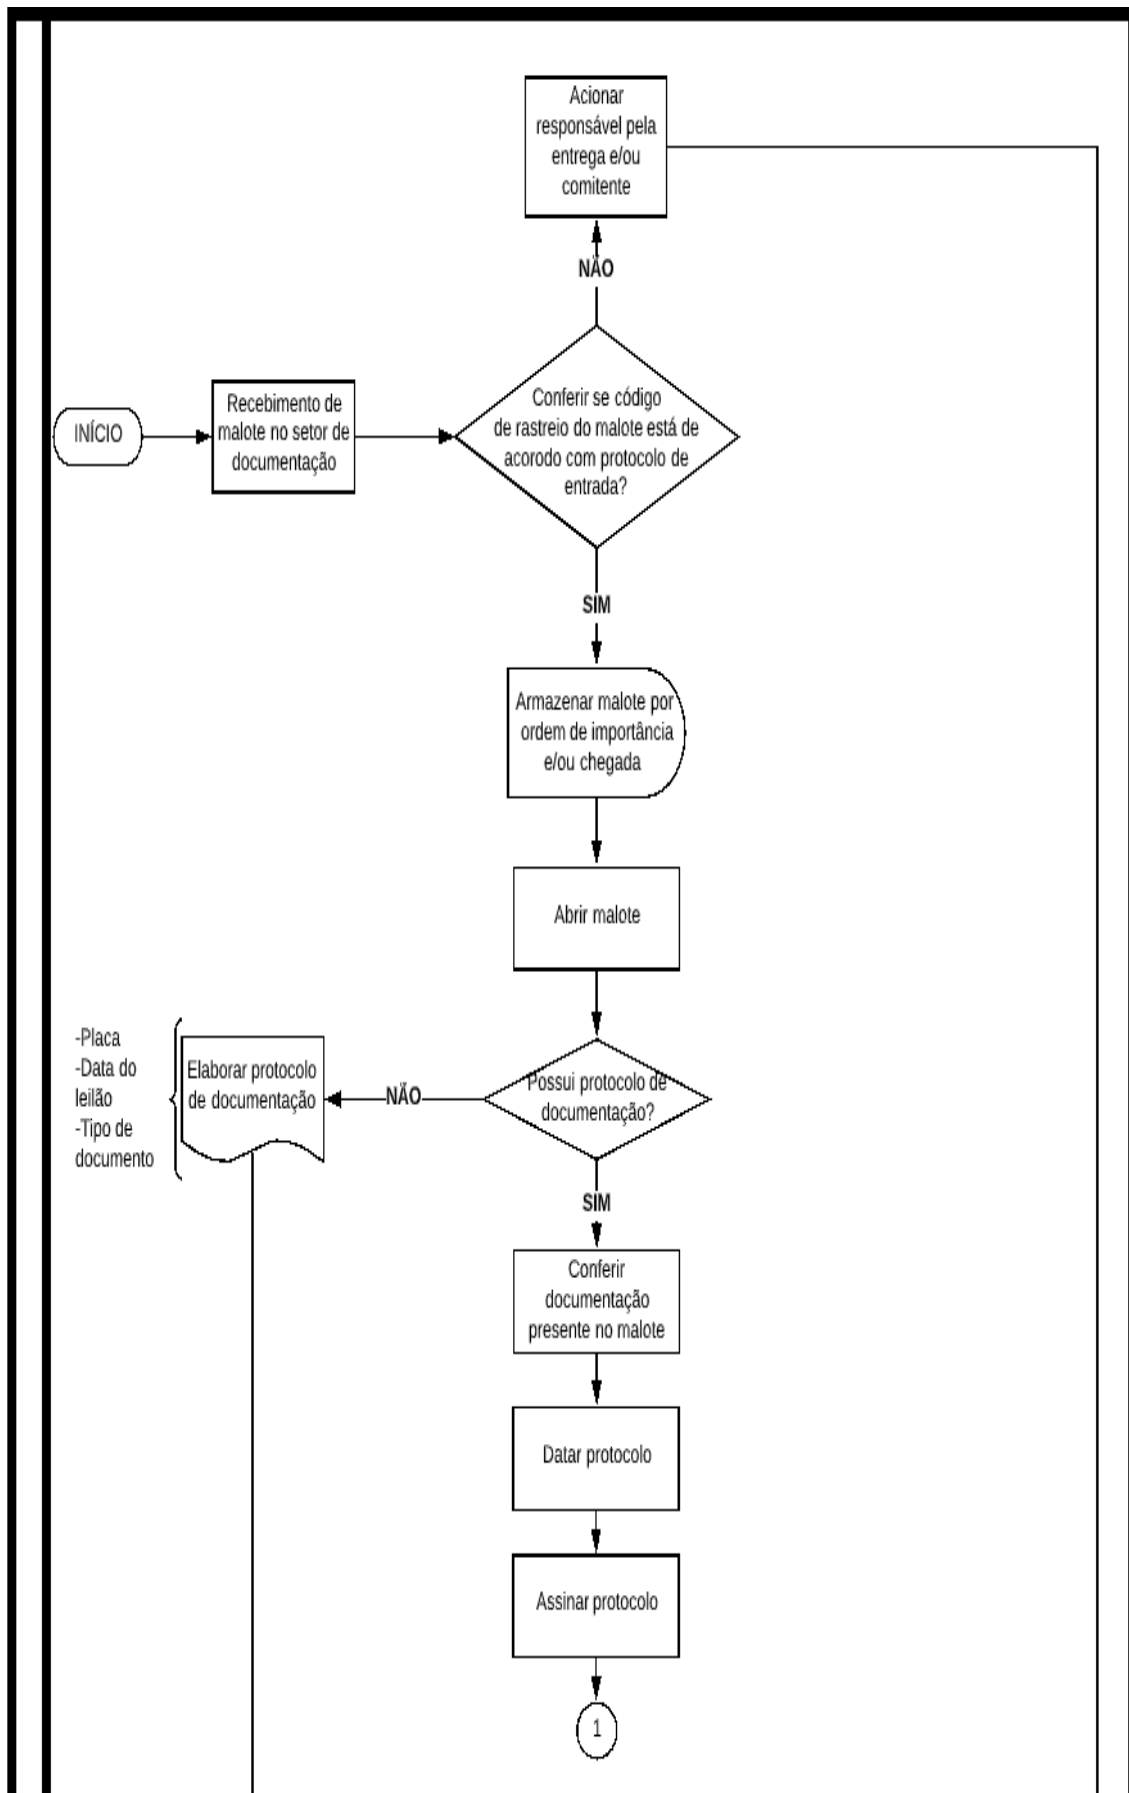 Acionar
responsável pela
entrega e/ou
comitente
NÃO
INÍCIO
Recebimento de
malote no setor de
documentação
Conferir se código
de rastreio do malote está de
acorodo com protocolo de
entrada?
SIM
Armazenar malote por
ordem de importância
e/ou chegada
Abrir malote
Possui protocolo de
documentação?
NÃO
Elaborar protocolo
de documentação
-Placa
-Data do
leilão
-Tipo de
documento
SIM
Conferir
documentação
presente no malote
Datar protocolo
Assinar protocolo
1